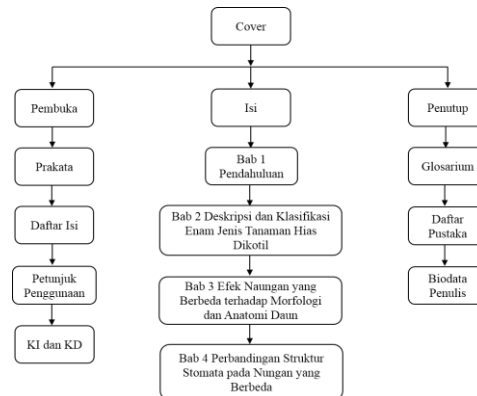 Cover
Pembuka
Prakata
Daftar Isi
Petunjuk
Penggunaan
KI dan KD
Isi
Bab 1
Pendahuluan
Bab 2 Deskripsi dan Klasifikasi
Enam Jenis Tanaman Hias
Dikotil
Bab 3 Efek Naungan yang
Berbeda terhadap Morfologi
dan Anatomi Daun
Bab 4 Perbandingan Struktur
Stomata pada Nungan yang
Berbeda
Penutup
Glosarium
Daftar
Pustaka
Biodata
Penulis